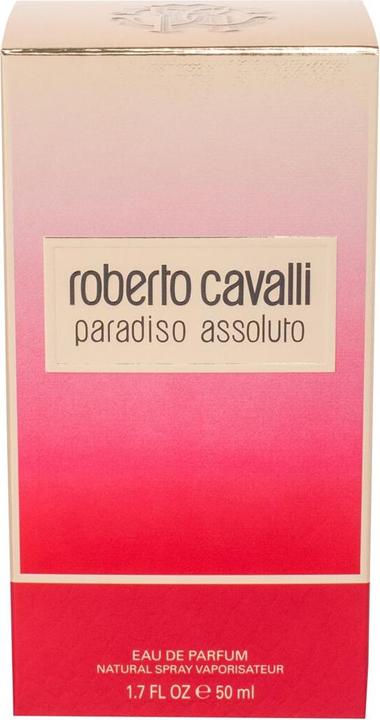 roberto cavalli
paradiso assoluto
EAU DE PARFUM
NATURAL SPRAY VAPORISATEUR
1.7 FL OZ ℮ 50 ml